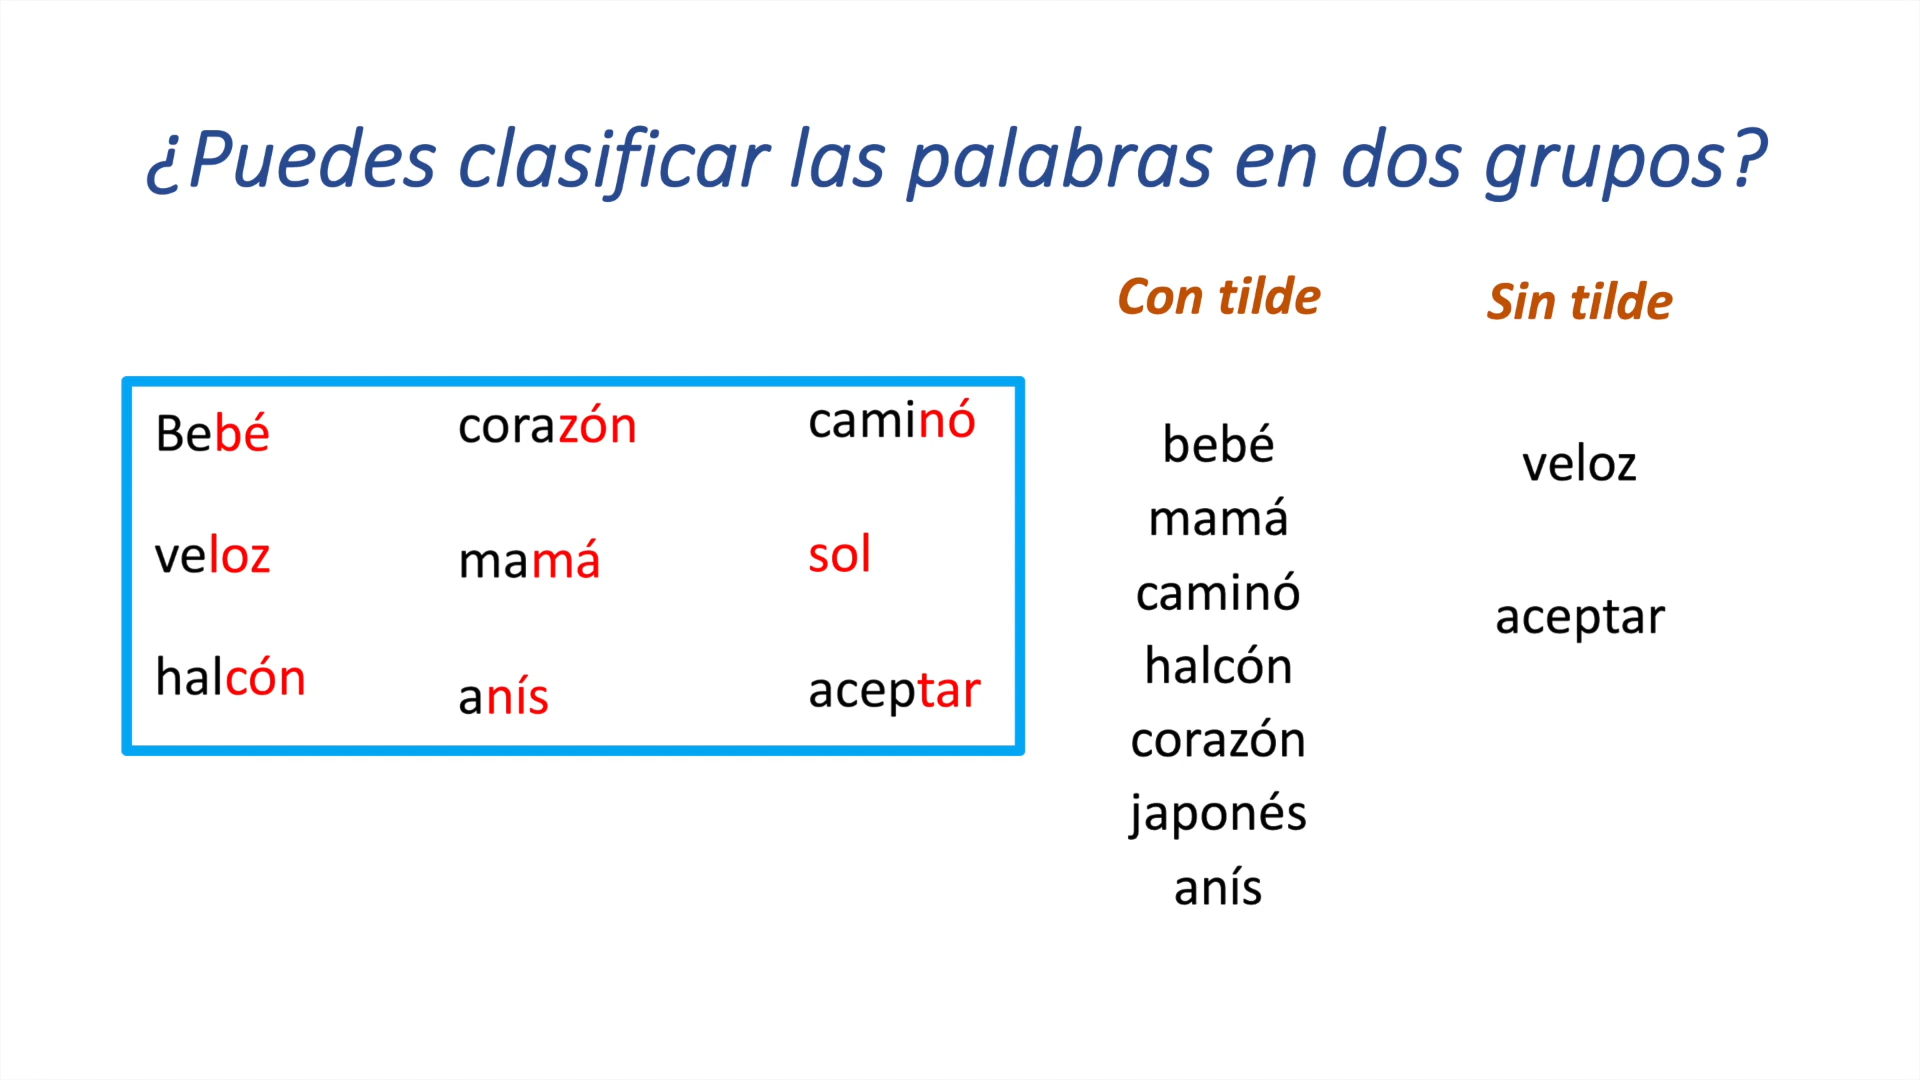 ¿Puedes clasificar las palabras en dos grupos?
Bebé corazón caminó
veloz mamá sol
halcón anís aceptar
Con tilde
bebé
mamá
caminó
halcón
corazón
japonés
anís
Sin tilde
veloz
aceptar